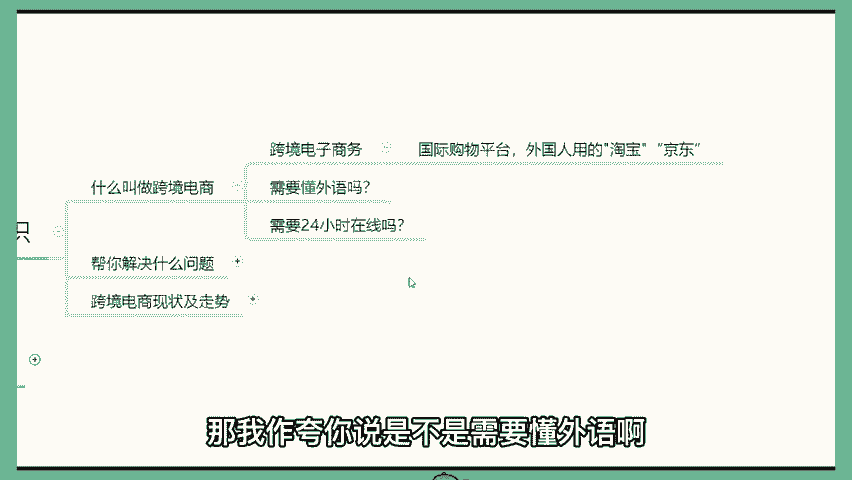 跨境电子商务
国际购物平台，外国人用的"淘宝" "京东"
什么叫做跨境电商
需要懂外语吗？
识
需要24小时在线吗？
帮你解决什么问题
跨境电商现状及走势
那我作夸你说是不是需要懂外语啊